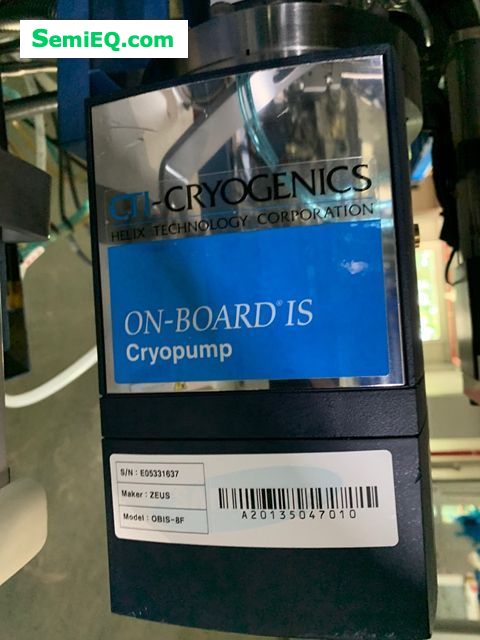 SemiEQ.com
CTI-CRYOGENICS
HELIX TECHNOLOGY CORPORATION
ON-BOARD® IS
Cryopump
S/N : E05331637
Maker : ZEUS
Model : OBIS-8F
A20135047010